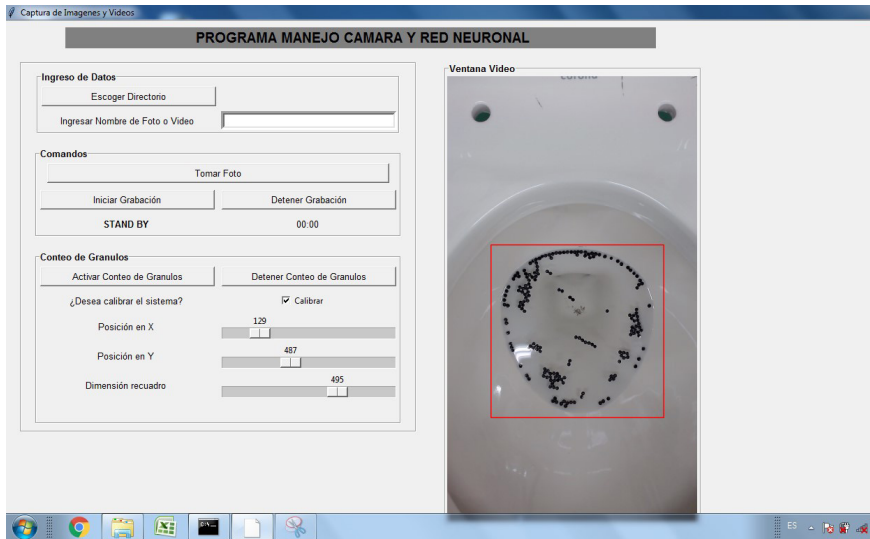 Captura de Imagenes y Videos
PROGRAMA MANEJO CAMARA Y RED NEURONAL
Ingreso de Datos
Escoger Directorio
Ingresar Nombre de Foto o Video
Comandos
Tomar Foto
Iniciar Grabación Detener Grabación
STAND BY 00:00
Conteo de Granulos
Activar Conteo de Granulos Detener Conteo de Granulos
¿Desea calibrar el sistema? Calibrar
Posición en X 129
Posición en Y 487
Dimensión recuadro 495
Ventana Video
ES